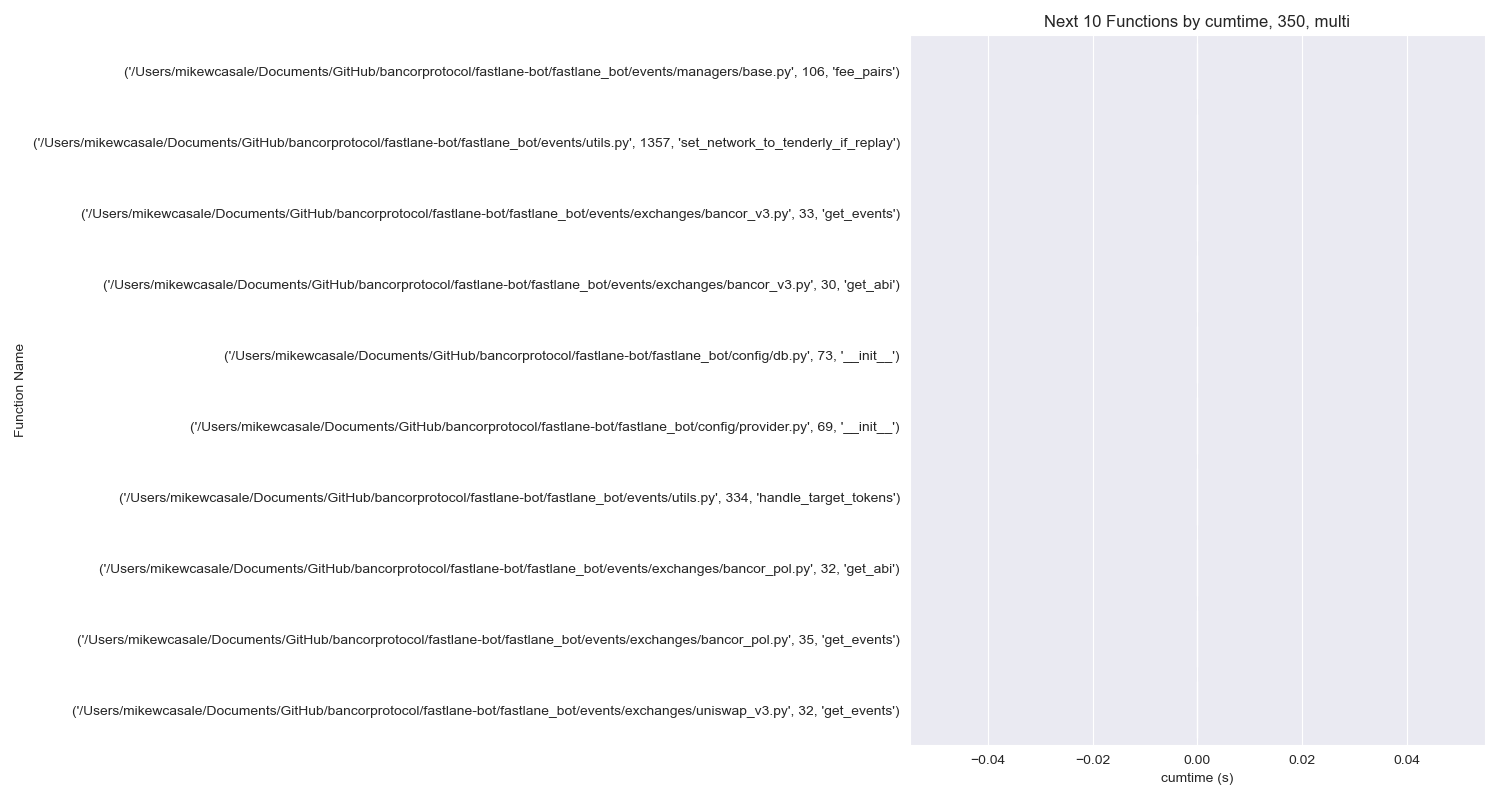 Next 10 Functions by cumtime, 350, multi
('/Users/mikewcasale/Documents/GitHub/bancorprotocol/fastlane-bot/fastlane_bot/events/managers/base.py', 106, 'fee_pairs')
('/Users/mikewcasale/Documents/GitHub/bancorprotocol/fastlane-bot/fastlane_bot/events/utils.py', 1357, 'set_network_to_tenderly_if_replay')
('/Users/mikewcasale/Documents/GitHub/bancorprotocol/fastlane-bot/fastlane_bot/events/exchanges/bancor_v3.py', 33, 'get_events')
('/Users/mikewcasale/Documents/GitHub/bancorprotocol/fastlane-bot/fastlane_bot/events/exchanges/bancor_v3.py', 30, 'get_abi')
('/Users/mikewcasale/Documents/GitHub/bancorprotocol/fastlane-bot/fastlane_bot/config/db.py', 73, '__init__')
('/Users/mikewcasale/Documents/GitHub/bancorprotocol/fastlane-bot/fastlane_bot/config/provider.py', 69, '__init__')
('/Users/mikewcasale/Documents/GitHub/bancorprotocol/fastlane-bot/fastlane_bot/events/utils.py', 334, 'handle_target_tokens')
('/Users/mikewcasale/Documents/GitHub/bancorprotocol/fastlane-bot/fastlane_bot/events/exchanges/bancor_pol.py', 32, 'get_abi')
('/Users/mikewcasale/Documents/GitHub/bancorprotocol/fastlane-bot/fastlane_bot/events/exchanges/bancor_pol.py', 35, 'get_events')
('/Users/mikewcasale/Documents/GitHub/bancorprotocol/fastlane-bot/fastlane_bot/events/exchanges/uniswap_v3.py', 32, 'get_events')
Function Name
−0.04 −0.02 0.00 0.02 0.04
cumtime (s)